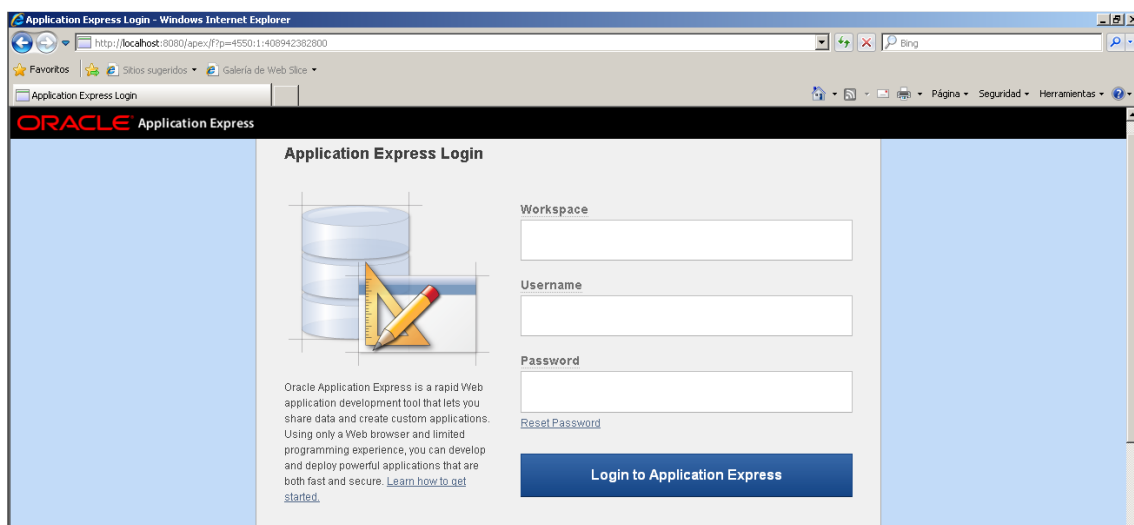 Application Express Login - Windows Internet Explorer
http://localhost:8080/apex/f?p=4550:1:408942382800
Bing
Favoritos
Sitios sugeridos
Galería de Web Slice
Application Express Login
Página
Seguridad
Herramientas
ORACLE Application Express
Application Express Login
Workspace
Username
Password
Reset Password
Login to Application Express
Oracle Application Express is a rapid Web
application development tool that lets you
share data and create custom applications.
Using only a Web browser and limited
programming experience, you can develop
and deploy powerful applications that are
both fast and secure. Learn how to get
started.